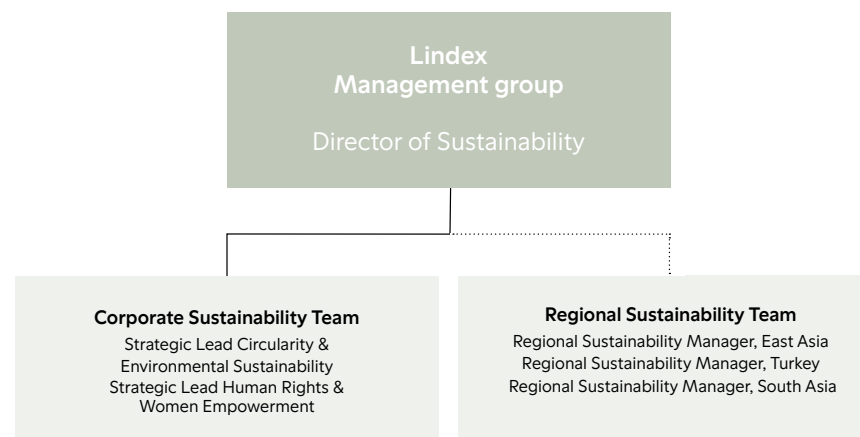 Lindex
Management group
Director of Sustainability
Corporate Sustainability Team
Strategic Lead Circularity &
Environmental Sustainability
Strategic Lead Human Rights &
Women Empowerment
Regional Sustainability Team
Regional Sustainability Manager, East Asia
Regional Sustainability Manager, Turkey
Regional Sustainability Manager, South Asia